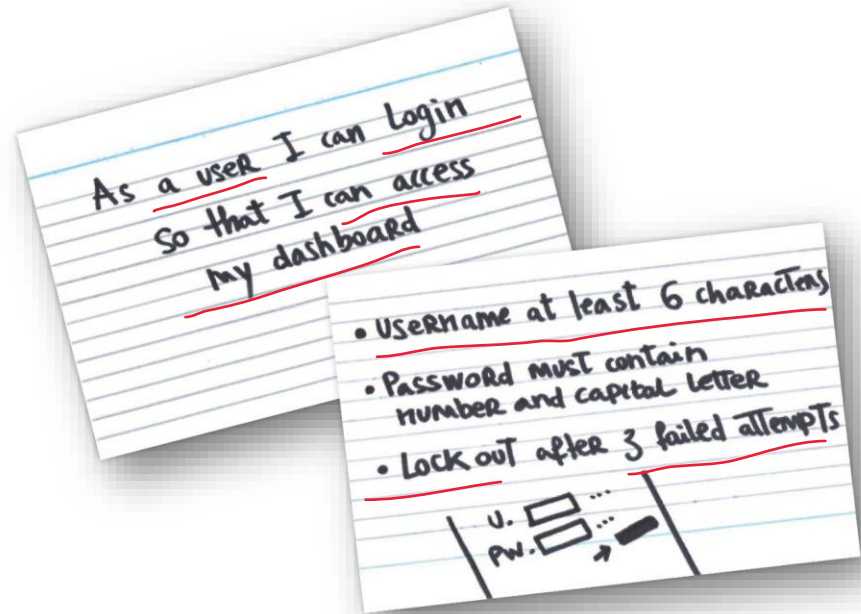 As a user I can login
so that I can access
my dashboard
• Username at least 6 characters
• Password must contain
number and capital letter
• Lock out after 3 failed attempts
U. ...
PW. ...